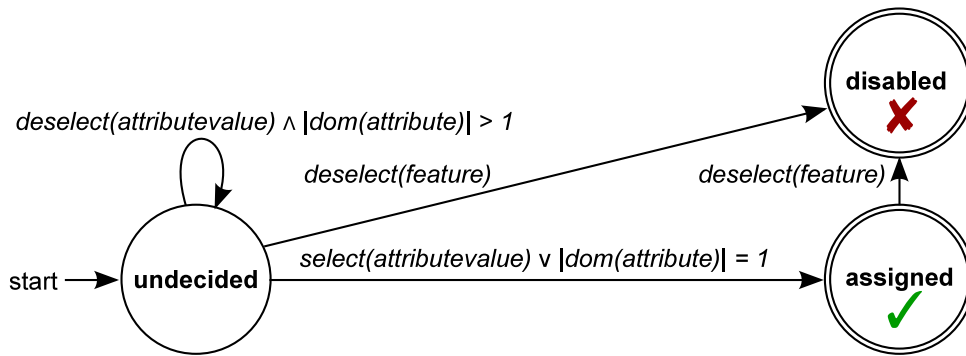 disabled
deselect(attributevalue) ∧ |dom(attribute)| > 1
deselect(feature)
deselect(feature)
select(attributevalue) ∨ |dom(attribute)| = 1
start
undecided
assigned